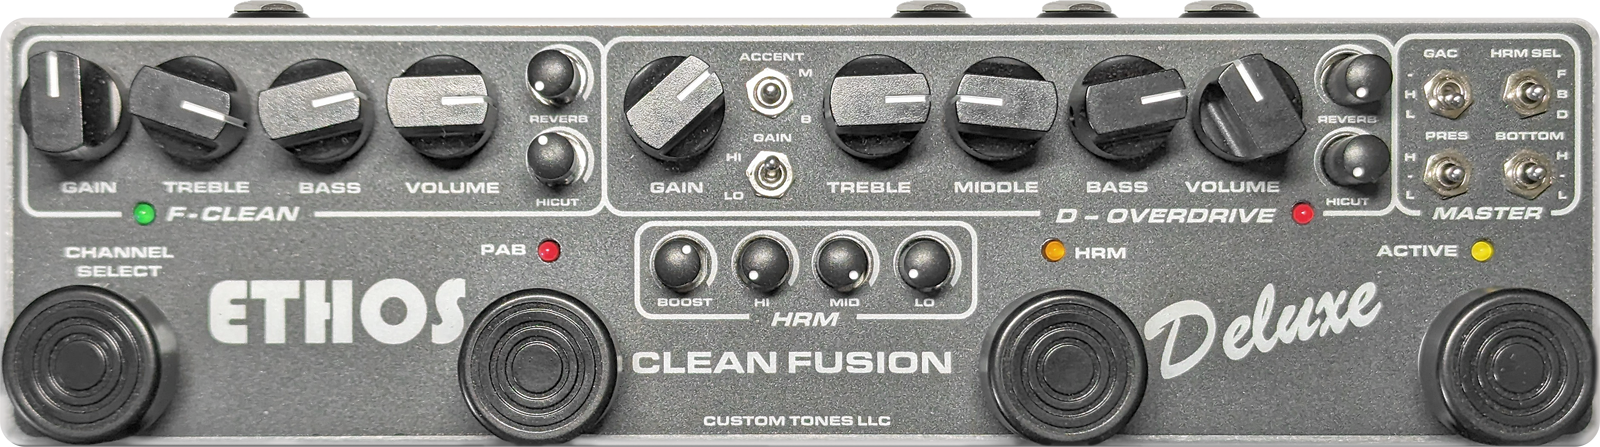 GAIN TREBLE BASS VOLUME
REVERB
HICUT
F-CLEAN
ACCENT
M
B
GAIN
HI
LO
GAIN TREBLE MIDDLE BASS VOLUME
REVERB
HICUT
D - OVERDRIVE
GAC HRM SEL
- F
H B
L D
PRES BOTTOM
H H
- -
L L
MASTER
CHANNEL
SELECT
PAB
BOOST HI MID LO
HRM
HRM
ACTIVE
ETHOS
Deluxe
CLEAN FUSION
CUSTOM TONES LLC